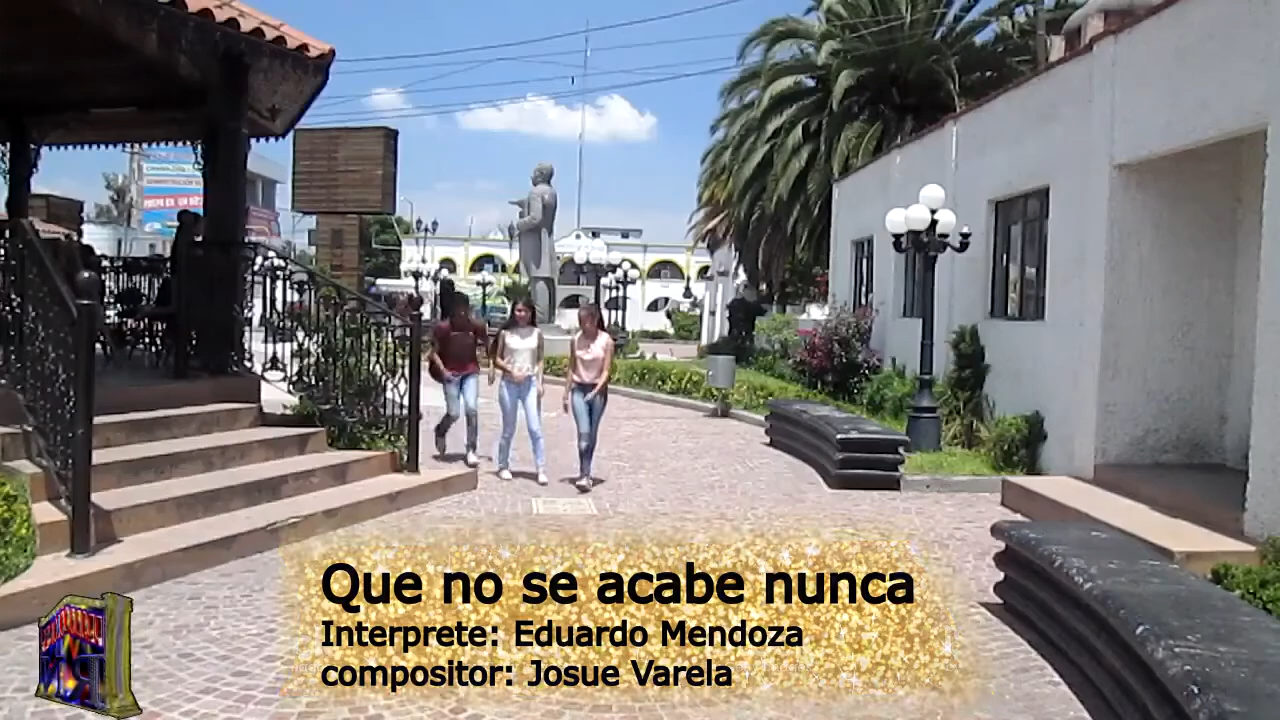 Que no se acabe nunca
Interprete: Eduardo Mendoza
compositor: Josue Varela